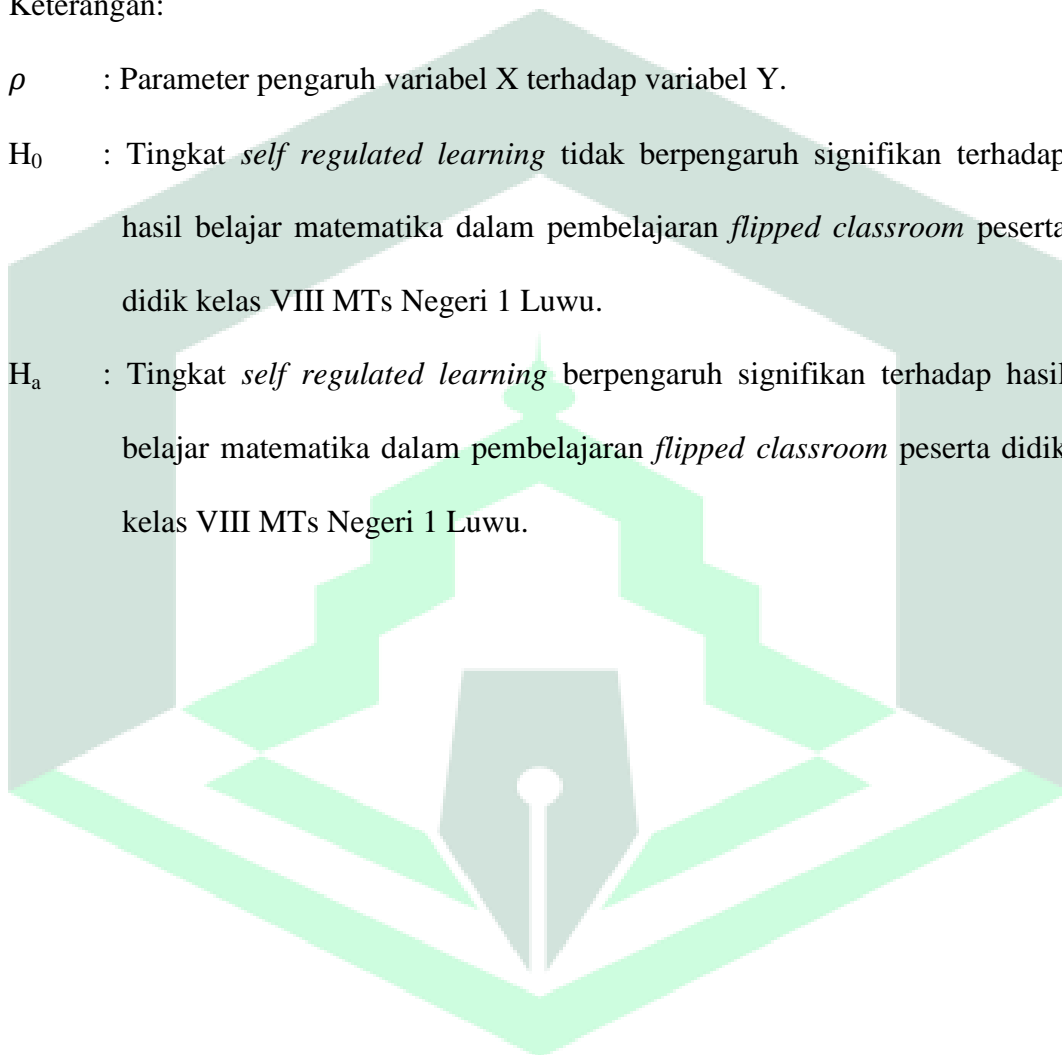 Keterangan:
𝜌 : Parameter pengaruh variabel X terhadap variabel Y.
H₀ : Tingkat self regulated learning tidak berpengaruh signifikan terhadap
hasil belajar matematika dalam pembelajaran flipped classroom peserta
didik kelas VIII MTs Negeri 1 Luwu.
Hₐ : Tingkat self regulated learning berpengaruh signifikan terhadap hasil
belajar matematika dalam pembelajaran flipped classroom peserta didik
kelas VIII MTs Negeri 1 Luwu.